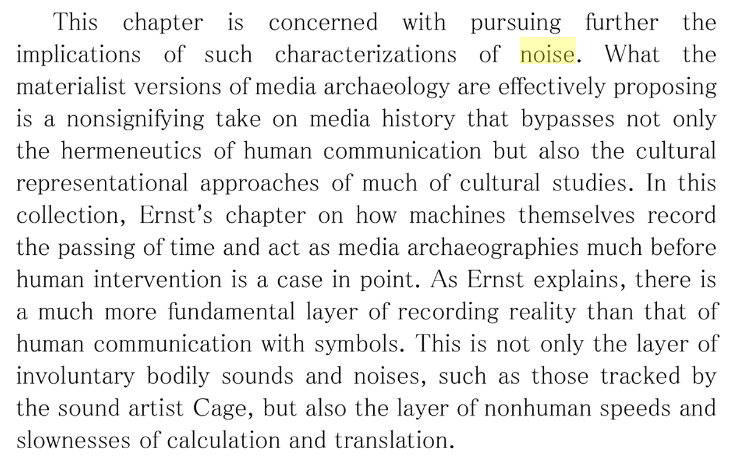 This chapter is concerned with pursuing further the
implications of such characterizations of noise. What the
materialist versions of media archaeology are effectively proposing
is a nonsignifying take on media history that bypasses not only
the hermeneutics of human communication but also the cultural
representational approaches of much of cultural studies. In this
collection, Ernst's chapter on how machines themselves record
the passing of time and act as media archaeographies much before
human intervention is a case in point. As Ernst explains, there is
a much more fundamental layer of recording reality than that of
human communication with symbols. This is not only the layer of
involuntary bodily sounds and noises, such as those tracked by
the sound artist Cage, but also the layer of nonhuman speeds and
slownesses of calculation and translation.